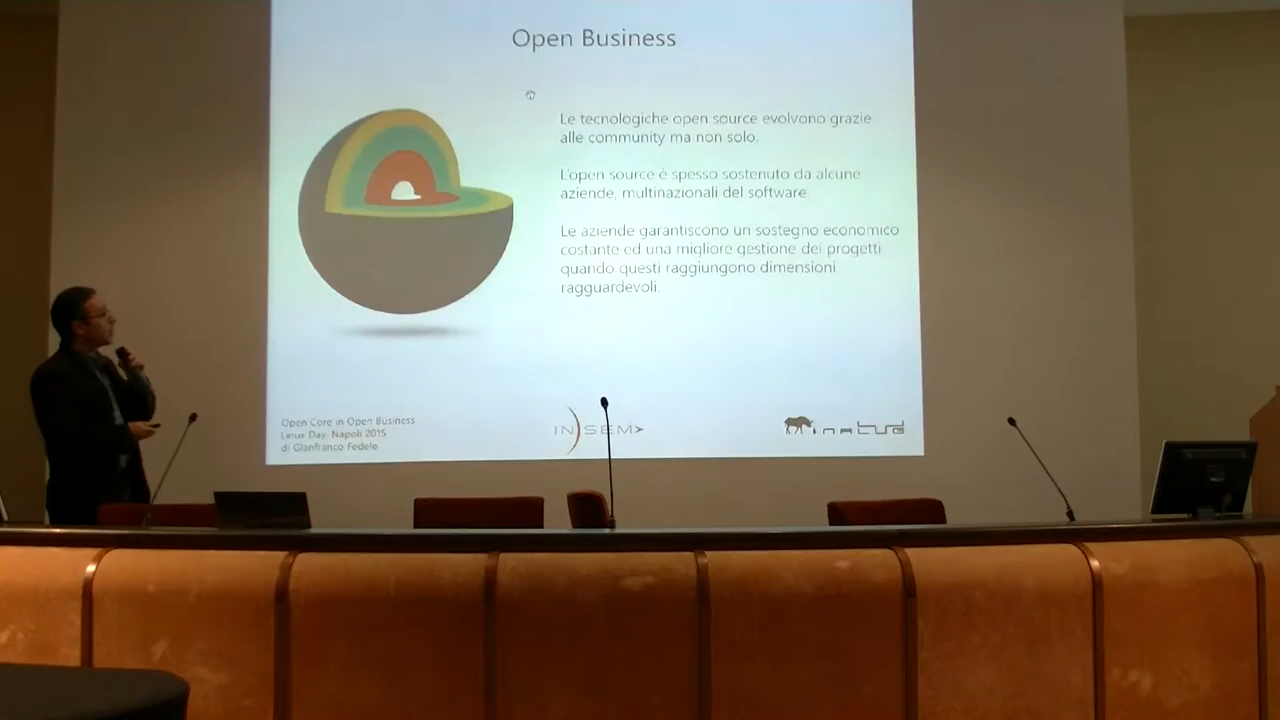 Open Business
Le tecnologiche open source evolvono grazie
alle community ma non solo.
L'open source è spesso sostenuto da alcune
aziende, multinazionali del software.
Le aziende garantiscono un sostegno economico
costante ed una migliore gestione dei progetti
quando questi raggiungono dimensioni
ragguardevoli.
Open Core in Open Business
Linux Day, Napoli 2015
di Gianfranco Fedele
IN)SEM>